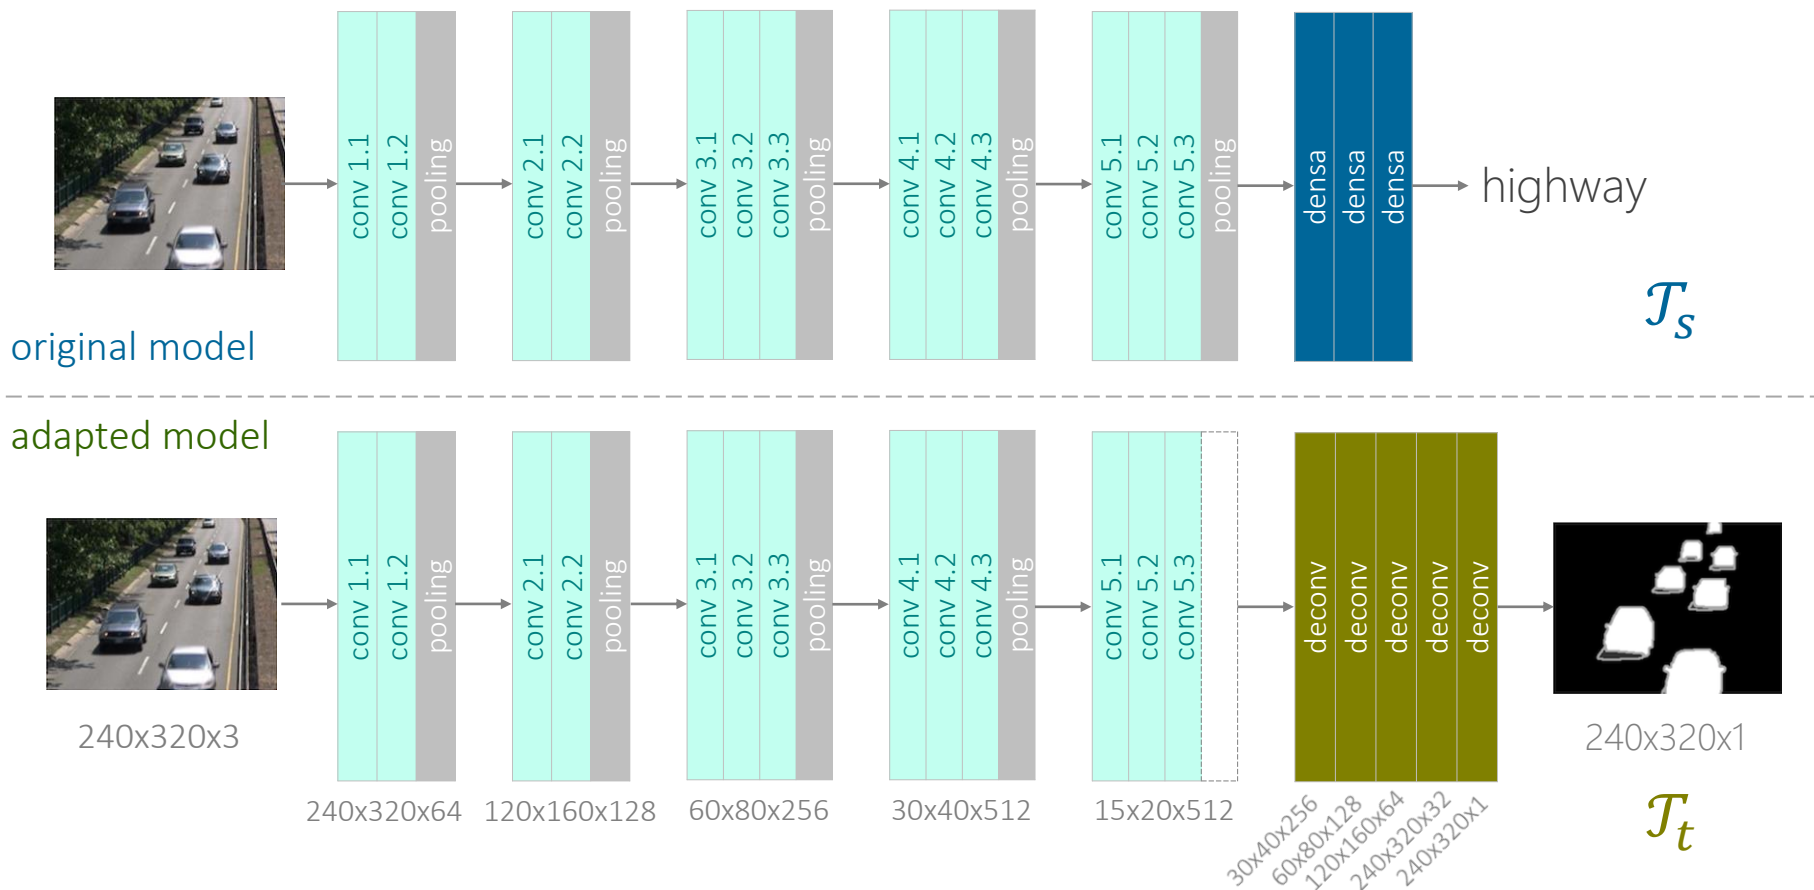 conv 1.1
conv 1.2
pooling
conv 2.1
conv 2.2
pooling
conv 3.1
conv 3.2
conv 3.3
pooling
conv 4.1
conv 4.2
conv 4.3
pooling
conv 5.1
conv 5.2
conv 5.3
pooling
densa
densa
densa
highway
𝒯s
original model
adapted model
conv 1.1
conv 1.2
pooling
conv 2.1
conv 2.2
pooling
conv 3.1
conv 3.2
conv 3.3
pooling
conv 4.1
conv 4.2
conv 4.3
pooling
conv 5.1
conv 5.2
conv 5.3
deconv
deconv
deconv
deconv
deconv
240x320x3
240x320x1
240x320x64
120x160x128
60x80x256
30x40x512
15x20x512
30x40x256
60x80x128
120x160x64
240x320x32
240x320x1
𝒯t